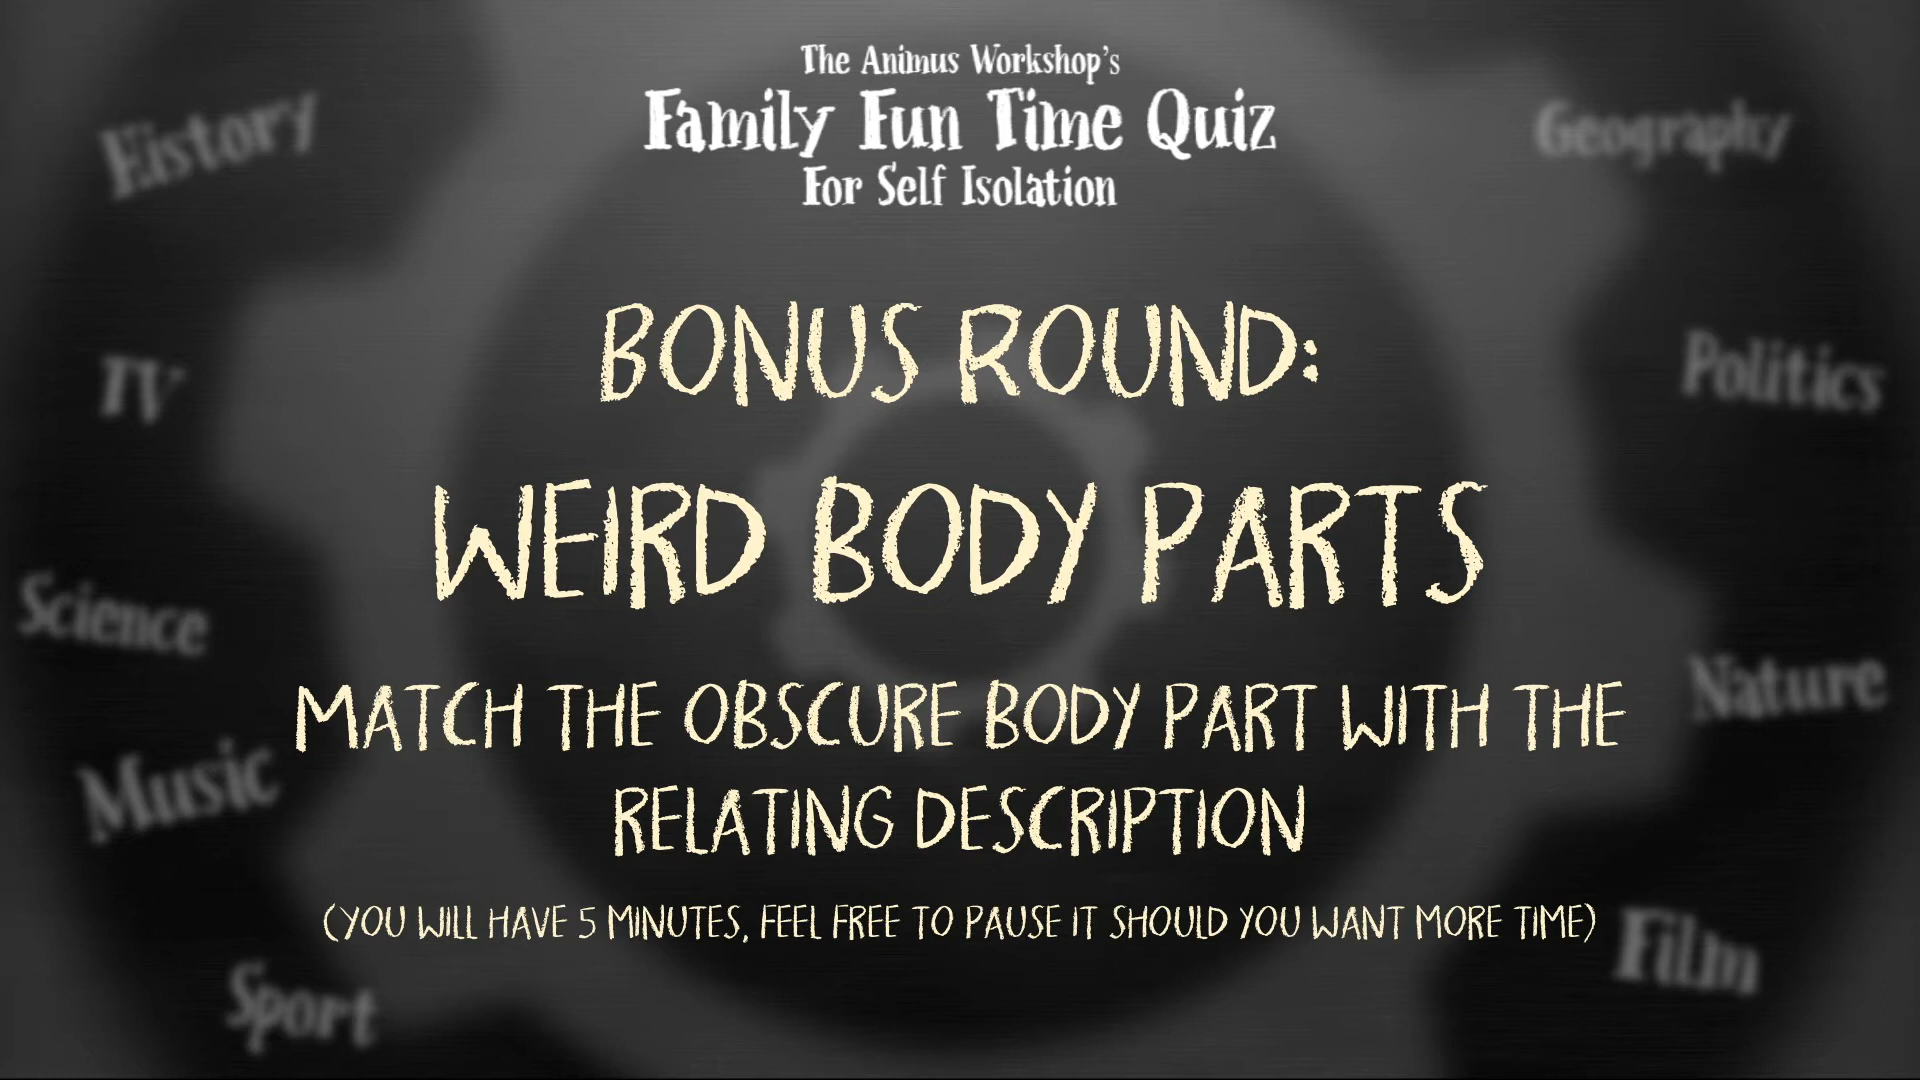 The Animus Workshop's
Family Fun Time Quiz
For Self Isolation
History
Geography
BONUS ROUND:
TV
Politics
WEIRD BODY PARTS
Science
Nature
MATCH THE OBSCURE BODY PART WITH THE
RELATING DESCRIPTION
Music
(YOU WILL HAVE 5 MINUTES, FEEL FREE TO PAUSE IT SHOULD YOU WANT MORE TIME)
Film
Sport